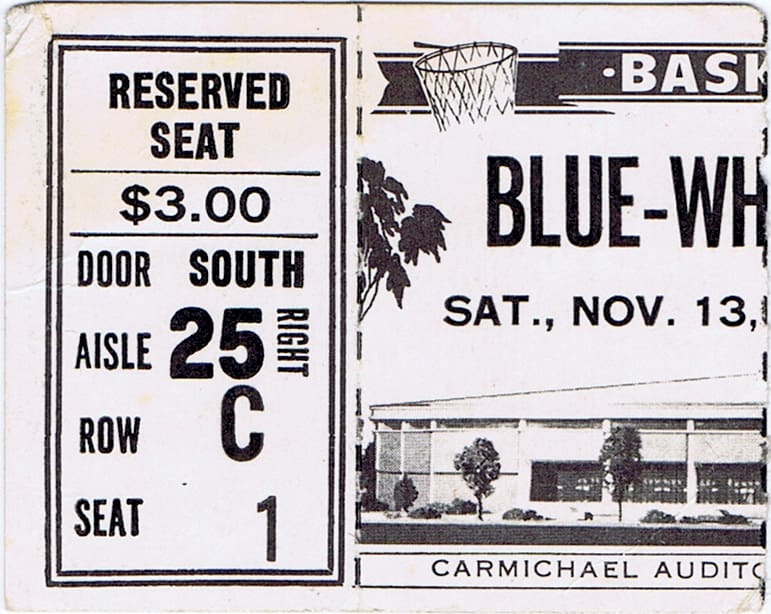 RESERVED
SEAT
$3.00
DOOR SOUTH
AISLE 25 RIGHT
ROW C
SEAT 1
·BASK
BLUE-WH
SAT., NOV. 13,
CARMICHAEL AUDITO